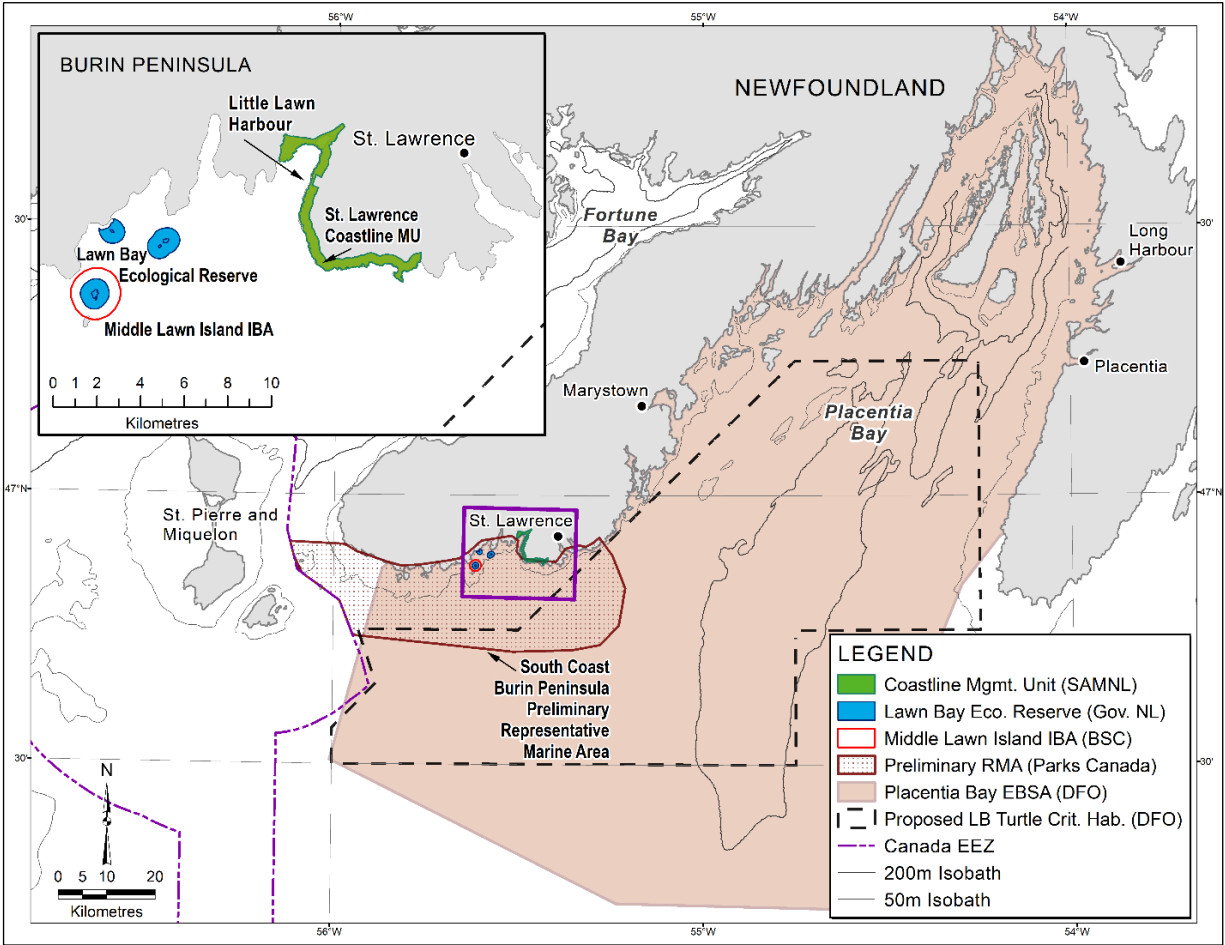 56°W
55°W
54°W
BURIN PENINSULA
Little Lawn
Harbour
St. Lawrence
St. Lawrence
Coastline MU
Lawn Bay
Ecological Reserve
Middle Lawn Island IBA
0 1 2 4 6 8 10
Kilometres
NEWFOUNDLAND
30'
30'
Fortune
Bay
Long
Harbour
Placentia
Marystown
Placentia
Bay
47°N
47°N
St. Pierre and
Miquelon
St. Lawrence
South Coast
Burin Peninsula
Preliminary
Representative
Marine Area
30'
30'
N
0 5 10 20
Kilometres
LEGEND
Coastline Mgmt. Unit (SAMNL)
Lawn Bay Eco. Reserve (Gov. NL)
Middle Lawn Island IBA (BSC)
Preliminary RMA (Parks Canada)
Placentia Bay EBSA (DFO)
Proposed LB Turtle Crit. Hab. (DFO)
Canada EEZ
200m Isobath
50m Isobath
56°W
55°W
54°W